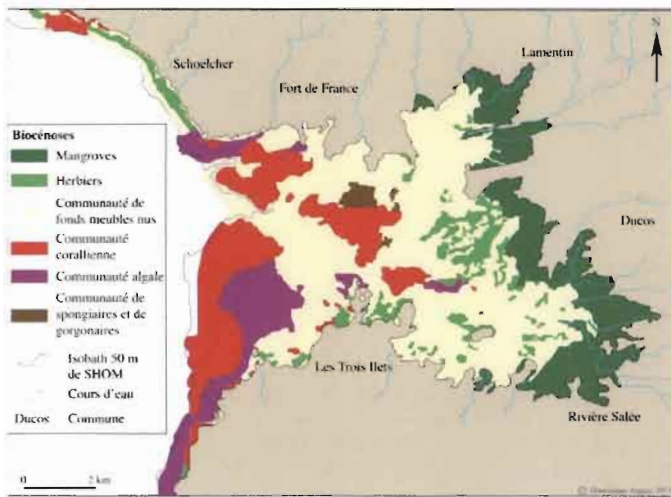 N
Lamentin
Schoelcher
Fort de France
Biocénoses
Mangroves
Herbiers
Communauté de
fonds meubles nus
Communauté
corallienne
Communauté algale
Communauté de
spongiaires et de
gorgonaires
Isobath 50 m
de SHOM
Cours d'eau
Ducos Commune
Ducos
Les Trois Ilets
Rivière Salée
0 2 km
©